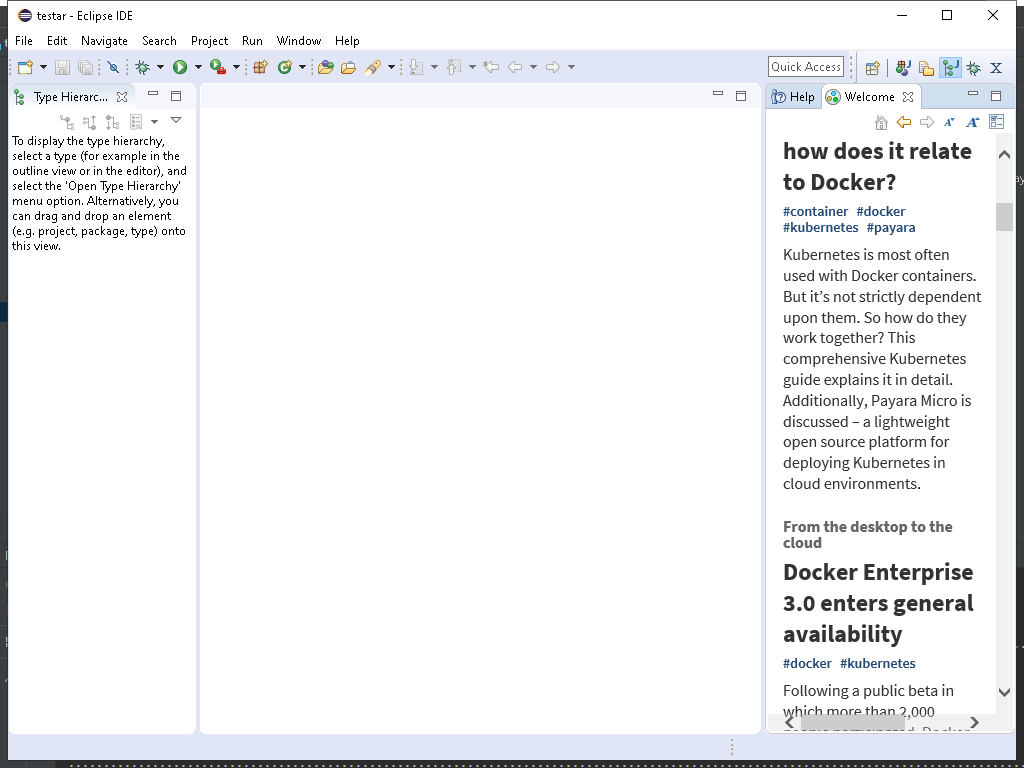 testar - Eclipse IDE
File Edit Navigate Search Project Run Window Help
Quick Access
Type Hierarc...
Help Welcome
To display the type hierarchy,
select a type (for example in the
outline view or in the editor), and
select the 'Open Type Hierarchy'
menu option. Alternatively, you
can drag and drop an element
(e.g. project, package, type) onto
this view.
how does it relate
to Docker?
#container #docker
#kubernetes #payara
Kubernetes is most often
used with Docker containers.
But it’s not strictly dependent
upon them. So how do they
work together? This
comprehensive Kubernetes
guide explains it in detail.
Additionally, Payara Micro is
discussed – a lightweight
open source platform for
deploying Kubernetes in
cloud environments.
From the desktop to the
cloud
Docker Enterprise
3.0 enters general
availability
#docker #kubernetes
Following a public beta in
which more than 2,000